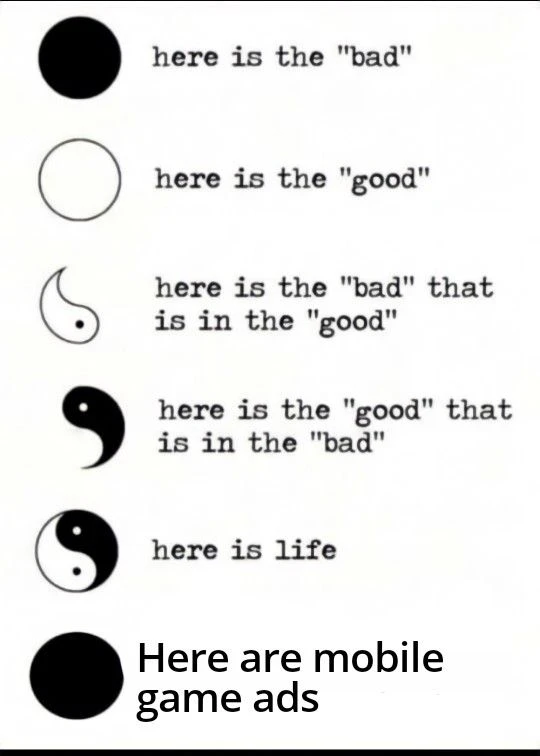 here is the "bad"
here is the "good"
here is the "bad" that
is in the "good"
here is the "good" that
is in the "bad"
here is life
Here are mobile
game ads